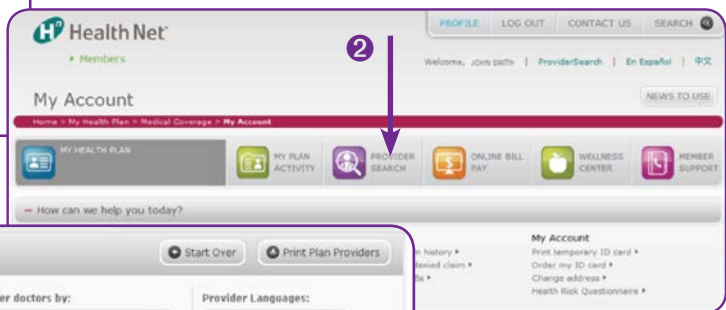 Health Net
PROFILE LOG OUT CONTACT US SEARCH
Members
2
Welcome, JOHN SMITH | ProviderSearch | En Español | 中文
My Account
NEWS TO USE
Home > My Health Plan > Medical Coverage > My Account
MY HEALTH PLAN
MY PLAN
ACTIVITY
PROVIDER
SEARCH
ONLINE BILL
PAY
WELLNESS
CENTER
MEMBER
SUPPORT
− How can we help you today?
Start Over
Print Plan Providers
history
denied claim
My Account
Print temporary ID card
Order my ID card
Change address
Health Risk Questionnaire
er doctors by:
Provider Languages: